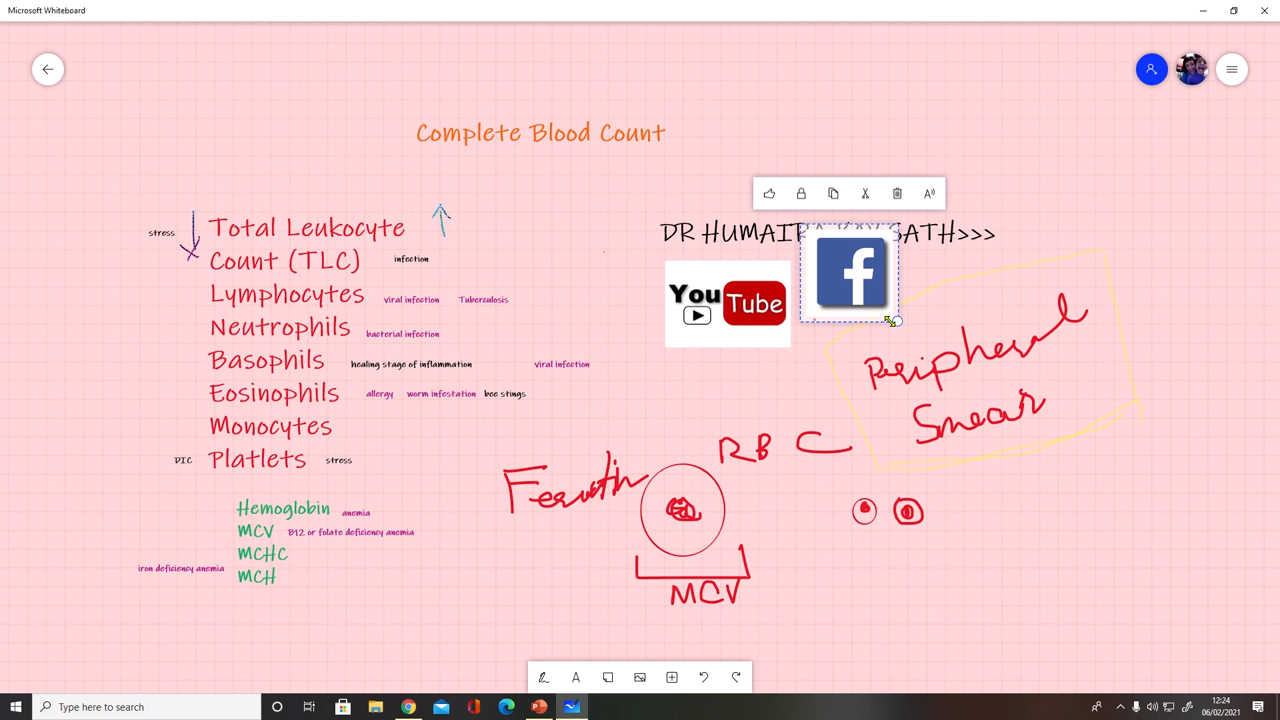 Microsoft Whiteboard
Complete Blood Count
stress
Total Leukocyte
Count (TLC)
infection
Lymphocytes viral infection Tuberculosis
Neutrophils bacterial infection
Basophils healing stage of inflammation viral infection
Eosinophils allergy worm infestation bee stings
Monocytes
DIC Platlets stress
Hemoglobin anemia
MCV B12 or folate deficiency anemia
MCHC
iron deficiency anemia
MCH
DR
You Tube
f
Peripheral
Smear
RBC
MCV
Type here to search
12:24
06/02/2021